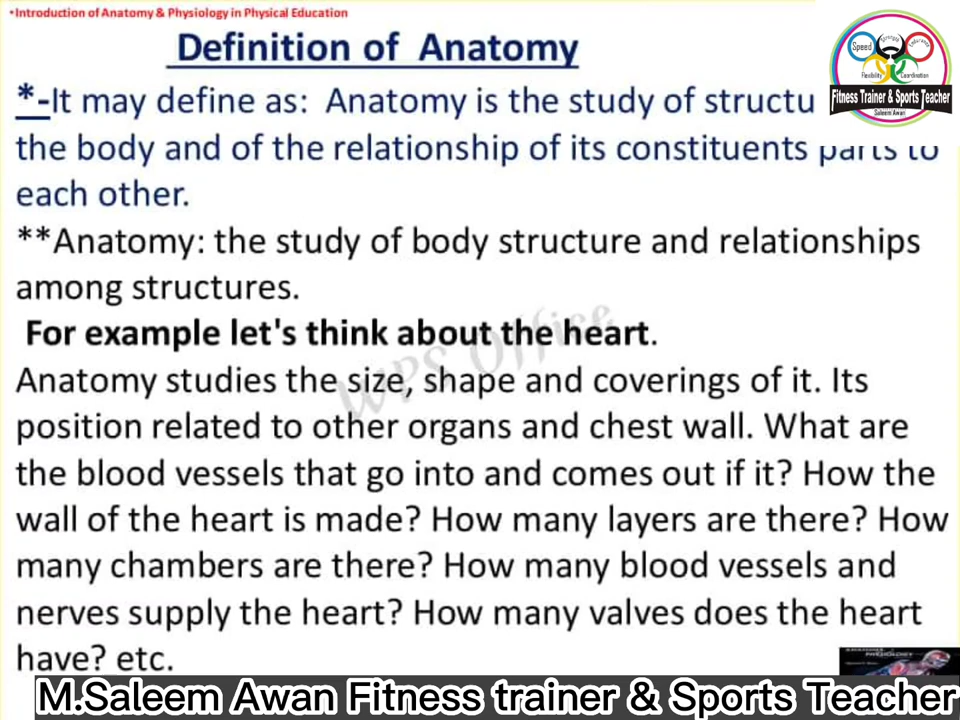 •Introduction of Anatomy & Physiology in Physical Education
Definition of Anatomy
*-It may define as: Anatomy is the study of structu
the body and of the relationship of its constituents parts to
each other.
**Anatomy: the study of body structure and relationships
among structures.
For example let's think about the heart.
Anatomy studies the size, shape and coverings of it. Its
position related to other organs and chest wall. What are
the blood vessels that go into and comes out if it? How the
wall of the heart is made? How many layers are there? How
many chambers are there? How many blood vessels and
nerves supply the heart? How many valves does the heart
have? etc.
WPS Office
Speed
Strength
Endurance
Flexibility
Coordination
Fitness Trainer & Sports Teacher
Saleem Awan
PHYSIOLOGY
M.Saleem Awan Fitness trainer & Sports Teacher